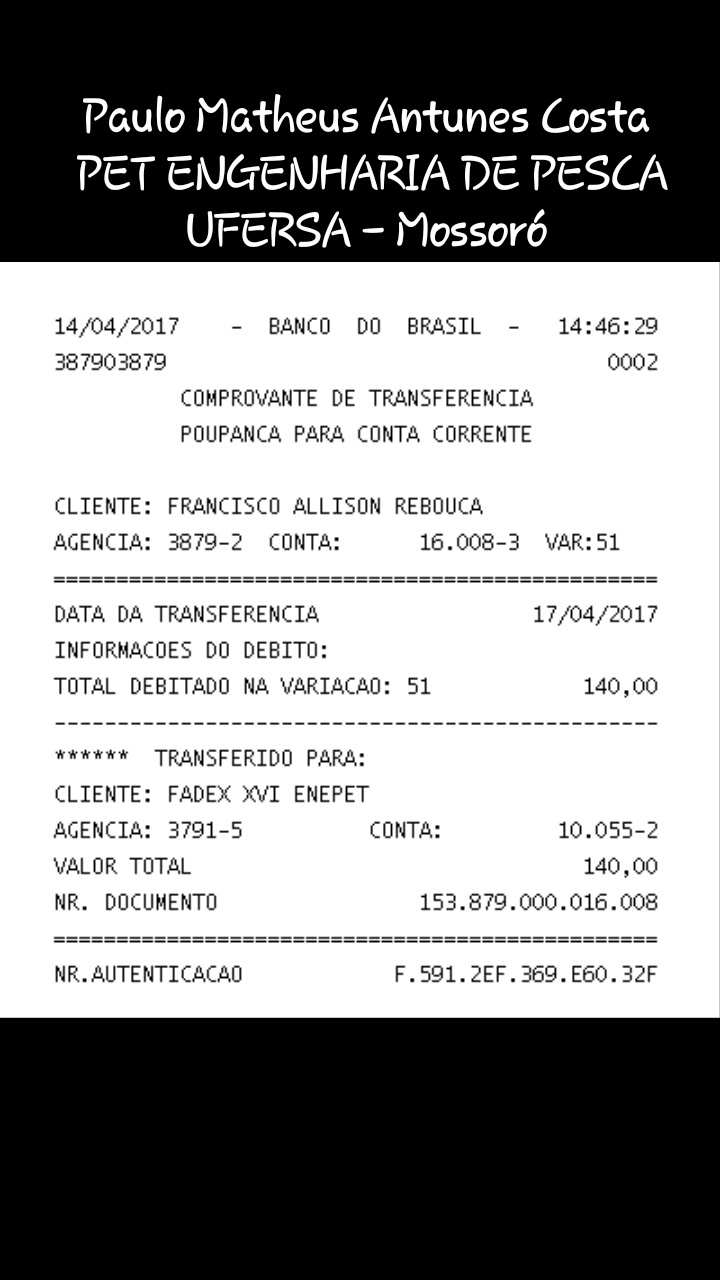 Paulo Matheus Antunes Costa
PET ENGENHARIA DE PESCA
UFERSA - Mossoró
14/04/2017 - BANCO DO BRASIL - 14:46:29
387903879 0002
COMPROVANTE DE TRANSFERENCIA
POUPANCA PARA CONTA CORRENTE
CLIENTE: FRANCISCO ALLISON REBOUCA
AGENCIA: 3879-2 CONTA: 16.008-3 VAR:51
================================================
DATA DA TRANSFERENCIA 17/04/2017
INFORMACOES DO DEBITO:
TOTAL DEBITADO NA VARIACAO: 51 140,00
------------------------------------------------
****** TRANSFERIDO PARA:
CLIENTE: FADEX XVI ENEPET
AGENCIA: 3791-5 CONTA: 10.055-2
VALOR TOTAL 140,00
NR. DOCUMENTO 153.879.000.016.008
================================================
NR.AUTENTICACAO F.591.2EF.369.E60.32F